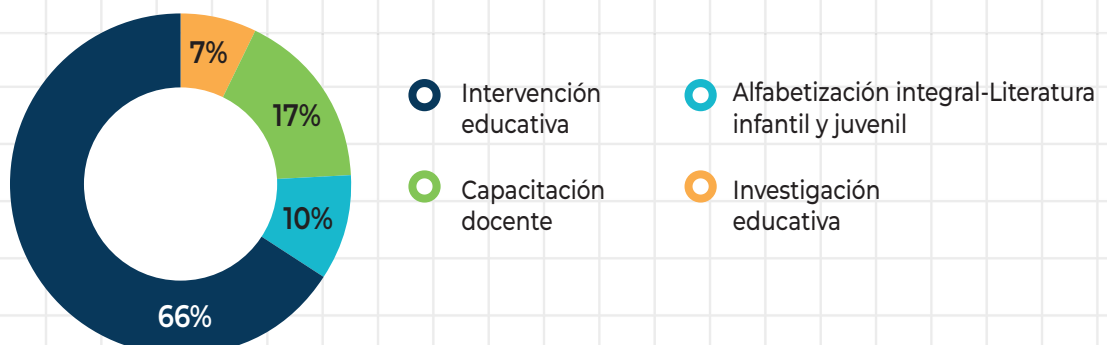 7%
17%
10%
66%
Intervención
educativa
Capacitación
docente
Alfabetización integral-Literatura
infantil y juvenil
Investigación
educativa